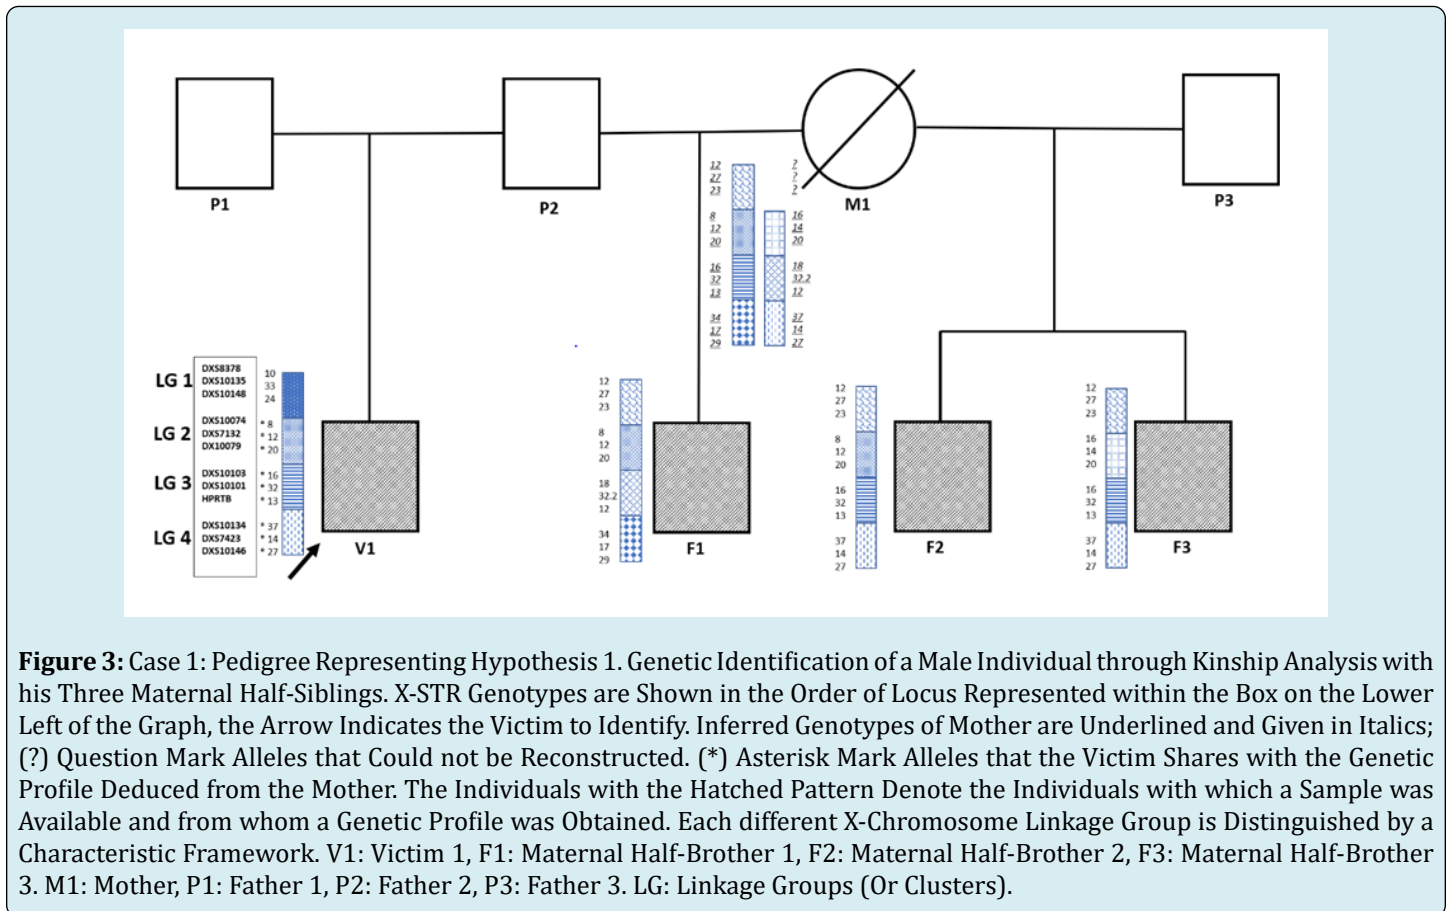 P1
P2
M1
P3
12 ?
27 ?
23 ?
8 16
12 14
20 20
16 18
32 32.2
13 12
34 37
17 14
29 27
LG 1
DXS8378 10
DXS10135 33
DXS10148 24
LG 2
DXS10074 * 8
DXS7132 * 12
DX10079 * 20
LG 3
DXS10103 * 16
DXS10101 * 32
HPRTB * 13
LG 4
DXS10134 * 37
DXS7423 * 14
DXS10146 * 27
V1
12
27
23
8
12
20
18
32.2
12
34
17
29
F1
12
27
23
8
12
20
16
32
13
37
14
27
F2
12
27
23
16
14
20
16
32
13
37
14
27
F3
Figure 3: Case 1: Pedigree Representing Hypothesis 1. Genetic Identification of a Male Individual through Kinship Analysis with
his Three Maternal Half-Siblings. X-STR Genotypes are Shown in the Order of Locus Represented within the Box on the Lower
Left of the Graph, the Arrow Indicates the Victim to Identify. Inferred Genotypes of Mother are Underlined and Given in Italics;
(?) Question Mark Alleles that Could not be Reconstructed. (*) Asterisk Mark Alleles that the Victim Shares with the Genetic
Profile Deduced from the Mother. The Individuals with the Hatched Pattern Denote the Individuals with which a Sample was
Available and from whom a Genetic Profile was Obtained. Each different X-Chromosome Linkage Group is Distinguished by a
Characteristic Framework. V1: Victim 1, F1: Maternal Half-Brother 1, F2: Maternal Half-Brother 2, F3: Maternal Half-Brother
3. M1: Mother, P1: Father 1, P2: Father 2, P3: Father 3. LG: Linkage Groups (Or Clusters).